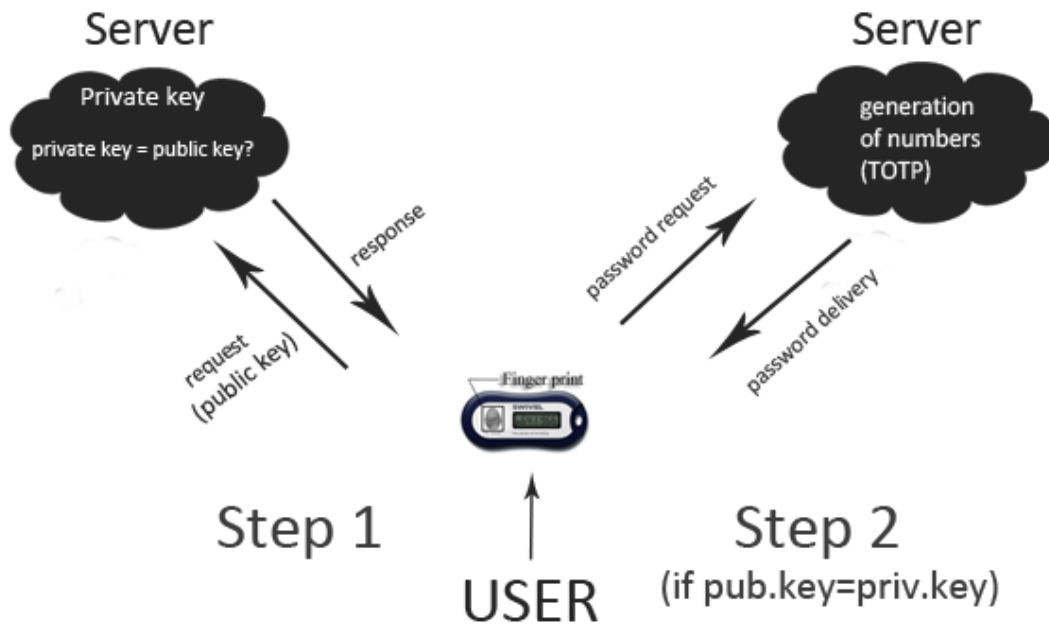 Server
Private key
private key = public key?
response
request
(public key)
Server
generation
of numbers
(TOTP)
password request
password delivery
Finger print
SWIVEL
Step 1
USER
Step 2
(if pub.key=priv.key)